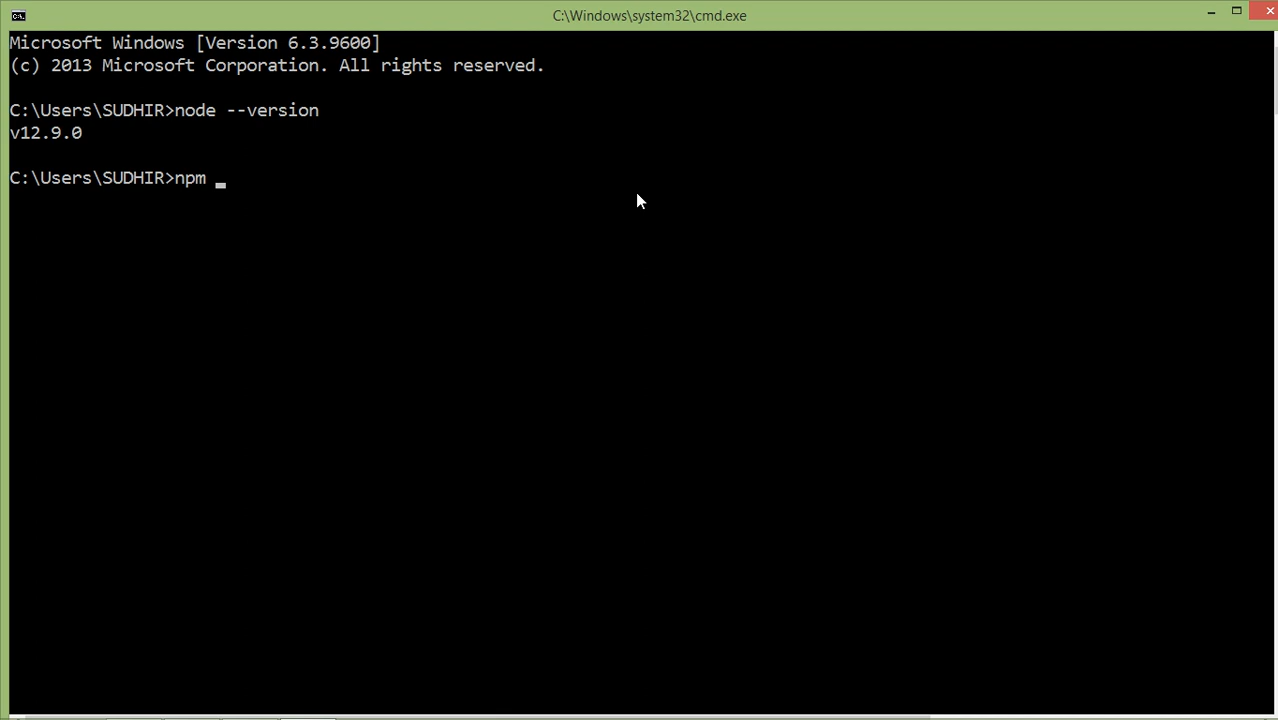 C:\Windows\system32\cmd.exe
Microsoft Windows [Version 6.3.9600]
(c) 2013 Microsoft Corporation. All rights reserved.
C:\Users\SUDHIR>node --version
v12.9.0
C:\Users\SUDHIR>npm _